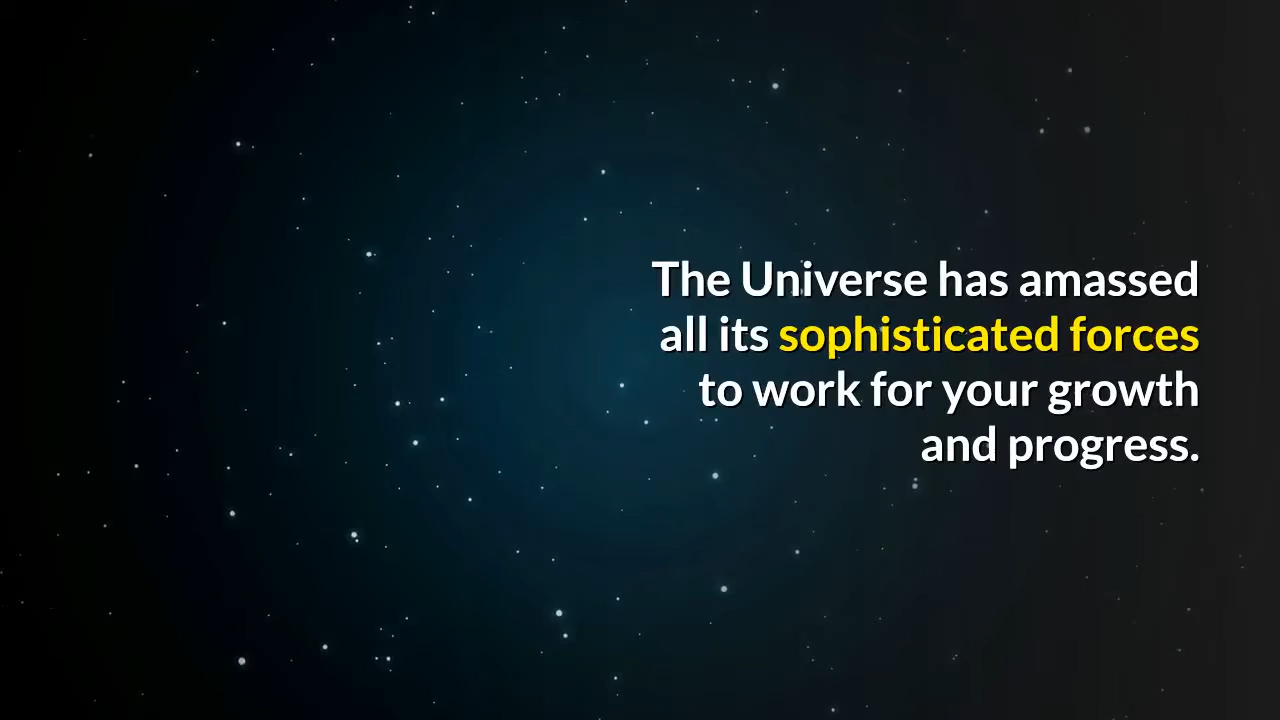 The Universe has amassed
all its sophisticated forces
to work for your growth
and progress.